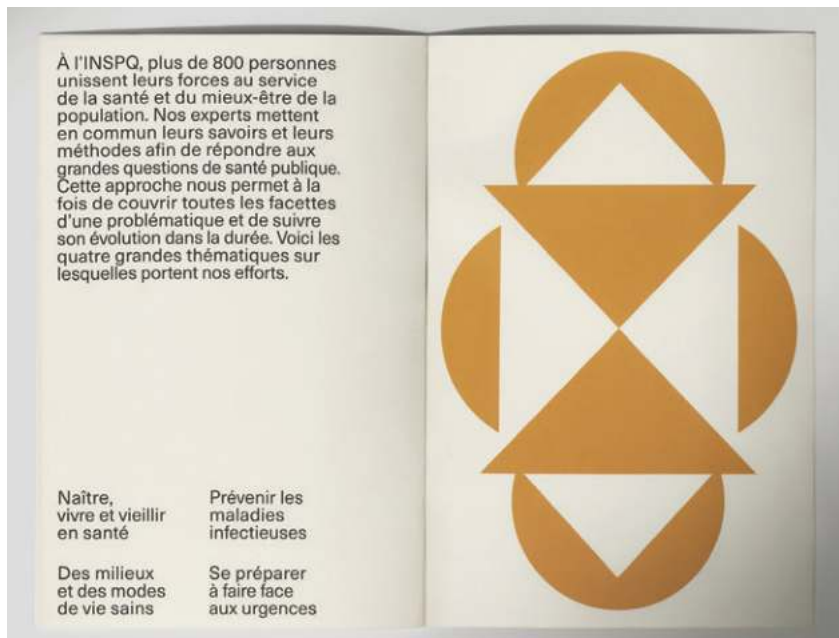 À l'INSPQ, plus de 800 personnes
unissent leurs forces au service
de la santé et du mieux-être de la
population. Nos experts mettent
en commun leurs savoirs et leurs
méthodes afin de répondre aux
grandes questions de santé publique.
Cette approche nous permet à la
fois de couvrir toutes les facettes
d'une problématique et de suivre
son évolution dans la durée. Voici les
quatre grandes thématiques sur
lesquelles portent nos efforts.
Naître,
vivre et vieillir
en santé
Prévenir les
maladies
infectieuses
Des milieux
et des modes
de vie sains
Se préparer
à faire face
aux urgences